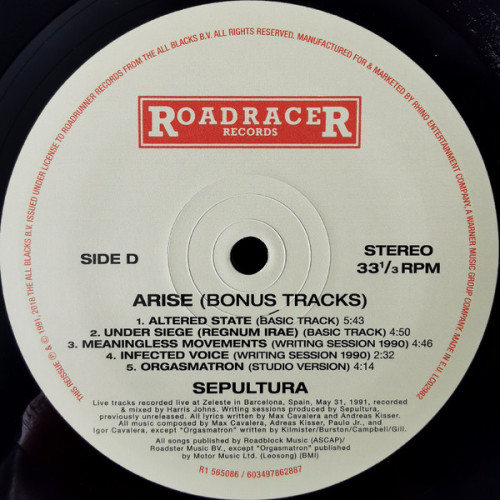 THIS REISSUE ℗ & © 1991, 2018 THE ALL BLACKS B.V. ISSUED UNDER LICENSE TO ROADRUNNER RECORDS FROM THE ALL BLACKS B.V. ALL RIGHTS RESERVED. MANUFACTURED FOR & MARKETED BY RHINO ENTERTAINMENT COMPANY, A WARNER MUSIC GROUP COMPANY. MADE IN E.U. LC02982
ROADRACER
RECORDS
SIDE D
STEREO
33 1/3 RPM
ARISE (BONUS TRACKS)
1. ALTERED STATE (BASIC TRACK) 5:43
2. UNDER SIEGE (REGNUM IRAE) (BASIC TRACK) 4:50
3. MEANINGLESS MOVEMENTS (WRITING SESSION 1990) 4:46
4. INFECTED VOICE (WRITING SESSION 1990) 2:32
5. ORGASMATRON (STUDIO VERSION) 4:14
SEPULTURA
Live tracks recorded live at Zeleste in Barcelona, Spain, May 31, 1991, recorded
& mixed by Harris Johns. Writing sessions produced by Sepultura,
previously unreleased. All lyrics written by Max Cavalera and Andreas Kisser.
All music composed by Max Cavalera, Adreas Kisser, Paulo Jr., and
Igor Cavalera, except "Orgasmatron" written by Kilmister/Burston/Campbell/Gill.
All songs published by Roadblock Music (ASCAP)/
Roadster Music BV., except "Orgasmatron" published
by Motor Music Ltd. (Leosong) (BMI)
R1 565086 / 603497862887